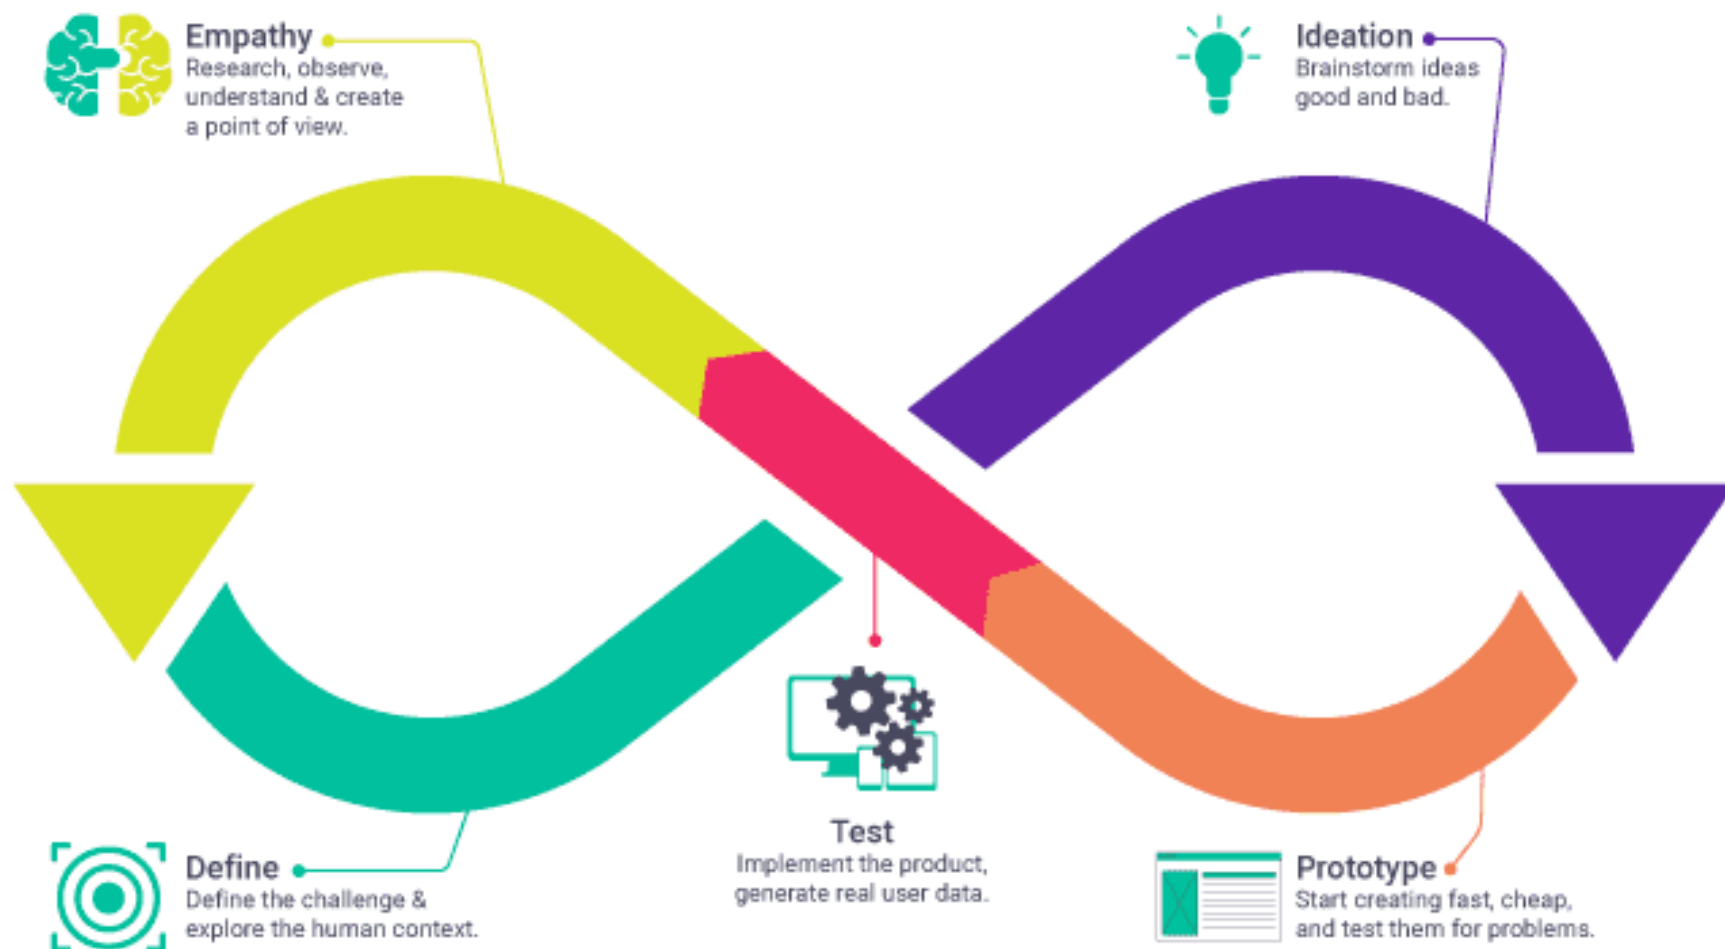 Empathy
Research, observe,
understand & create
a point of view.
Ideation
Brainstorm ideas
good and bad.
Test
Implement the product,
generate real user data.
Define
Define the challenge &
explore the human context.
Prototype
Start creating fast, cheap,
and test them for problems.